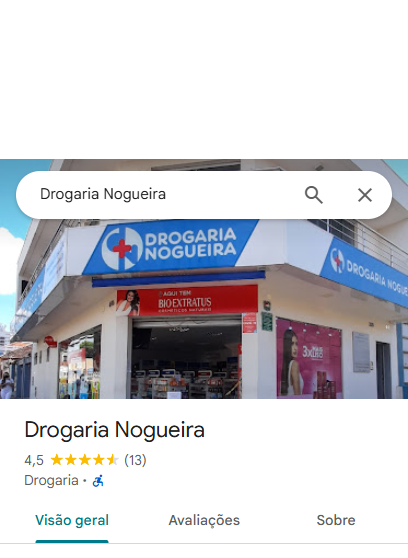 Drogaria Nogueira
DROGARIA
NOGUEIRA
DROGARIA
AQUI TEM
BIO EXTRATUS
COSMÉTICOS NATURAIS
Drogaria Nogueira
4,5 (13)
Drogaria ·
Visão geral
Avaliações
Sobre